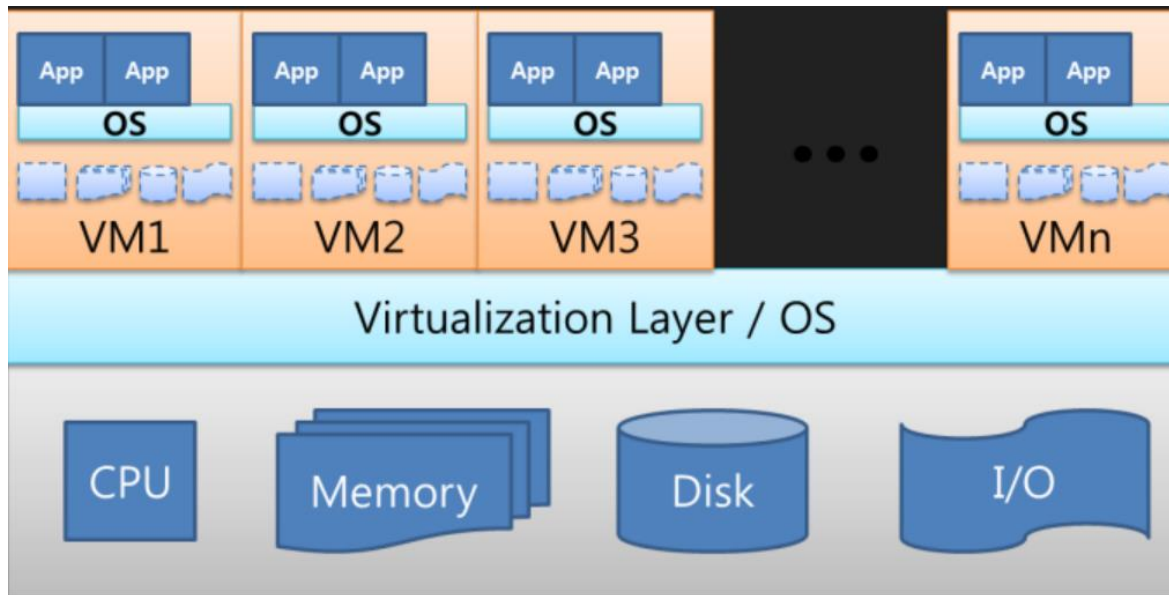 App App App App App App App App
OS OS OS OS
VM1 VM2 VM3 ... VMn
Virtualization Layer / OS
CPU Memory Disk I/O